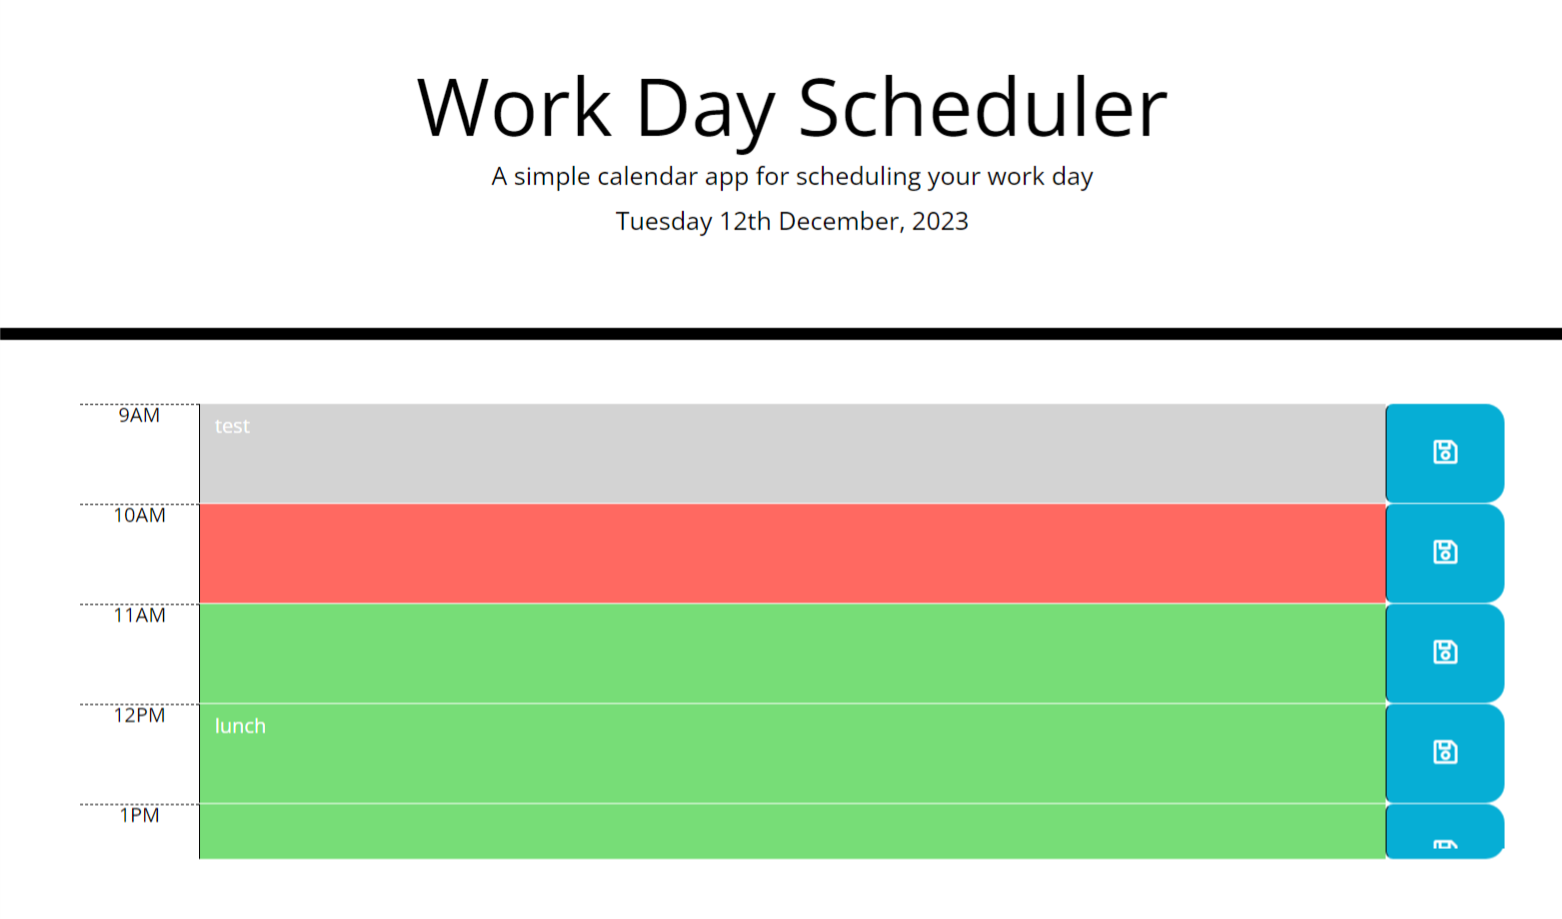 Work Day Scheduler
A simple calendar app for scheduling your work day
Tuesday 12th December, 2023
9AM
test
10AM
11AM
12PM
lunch
1PM